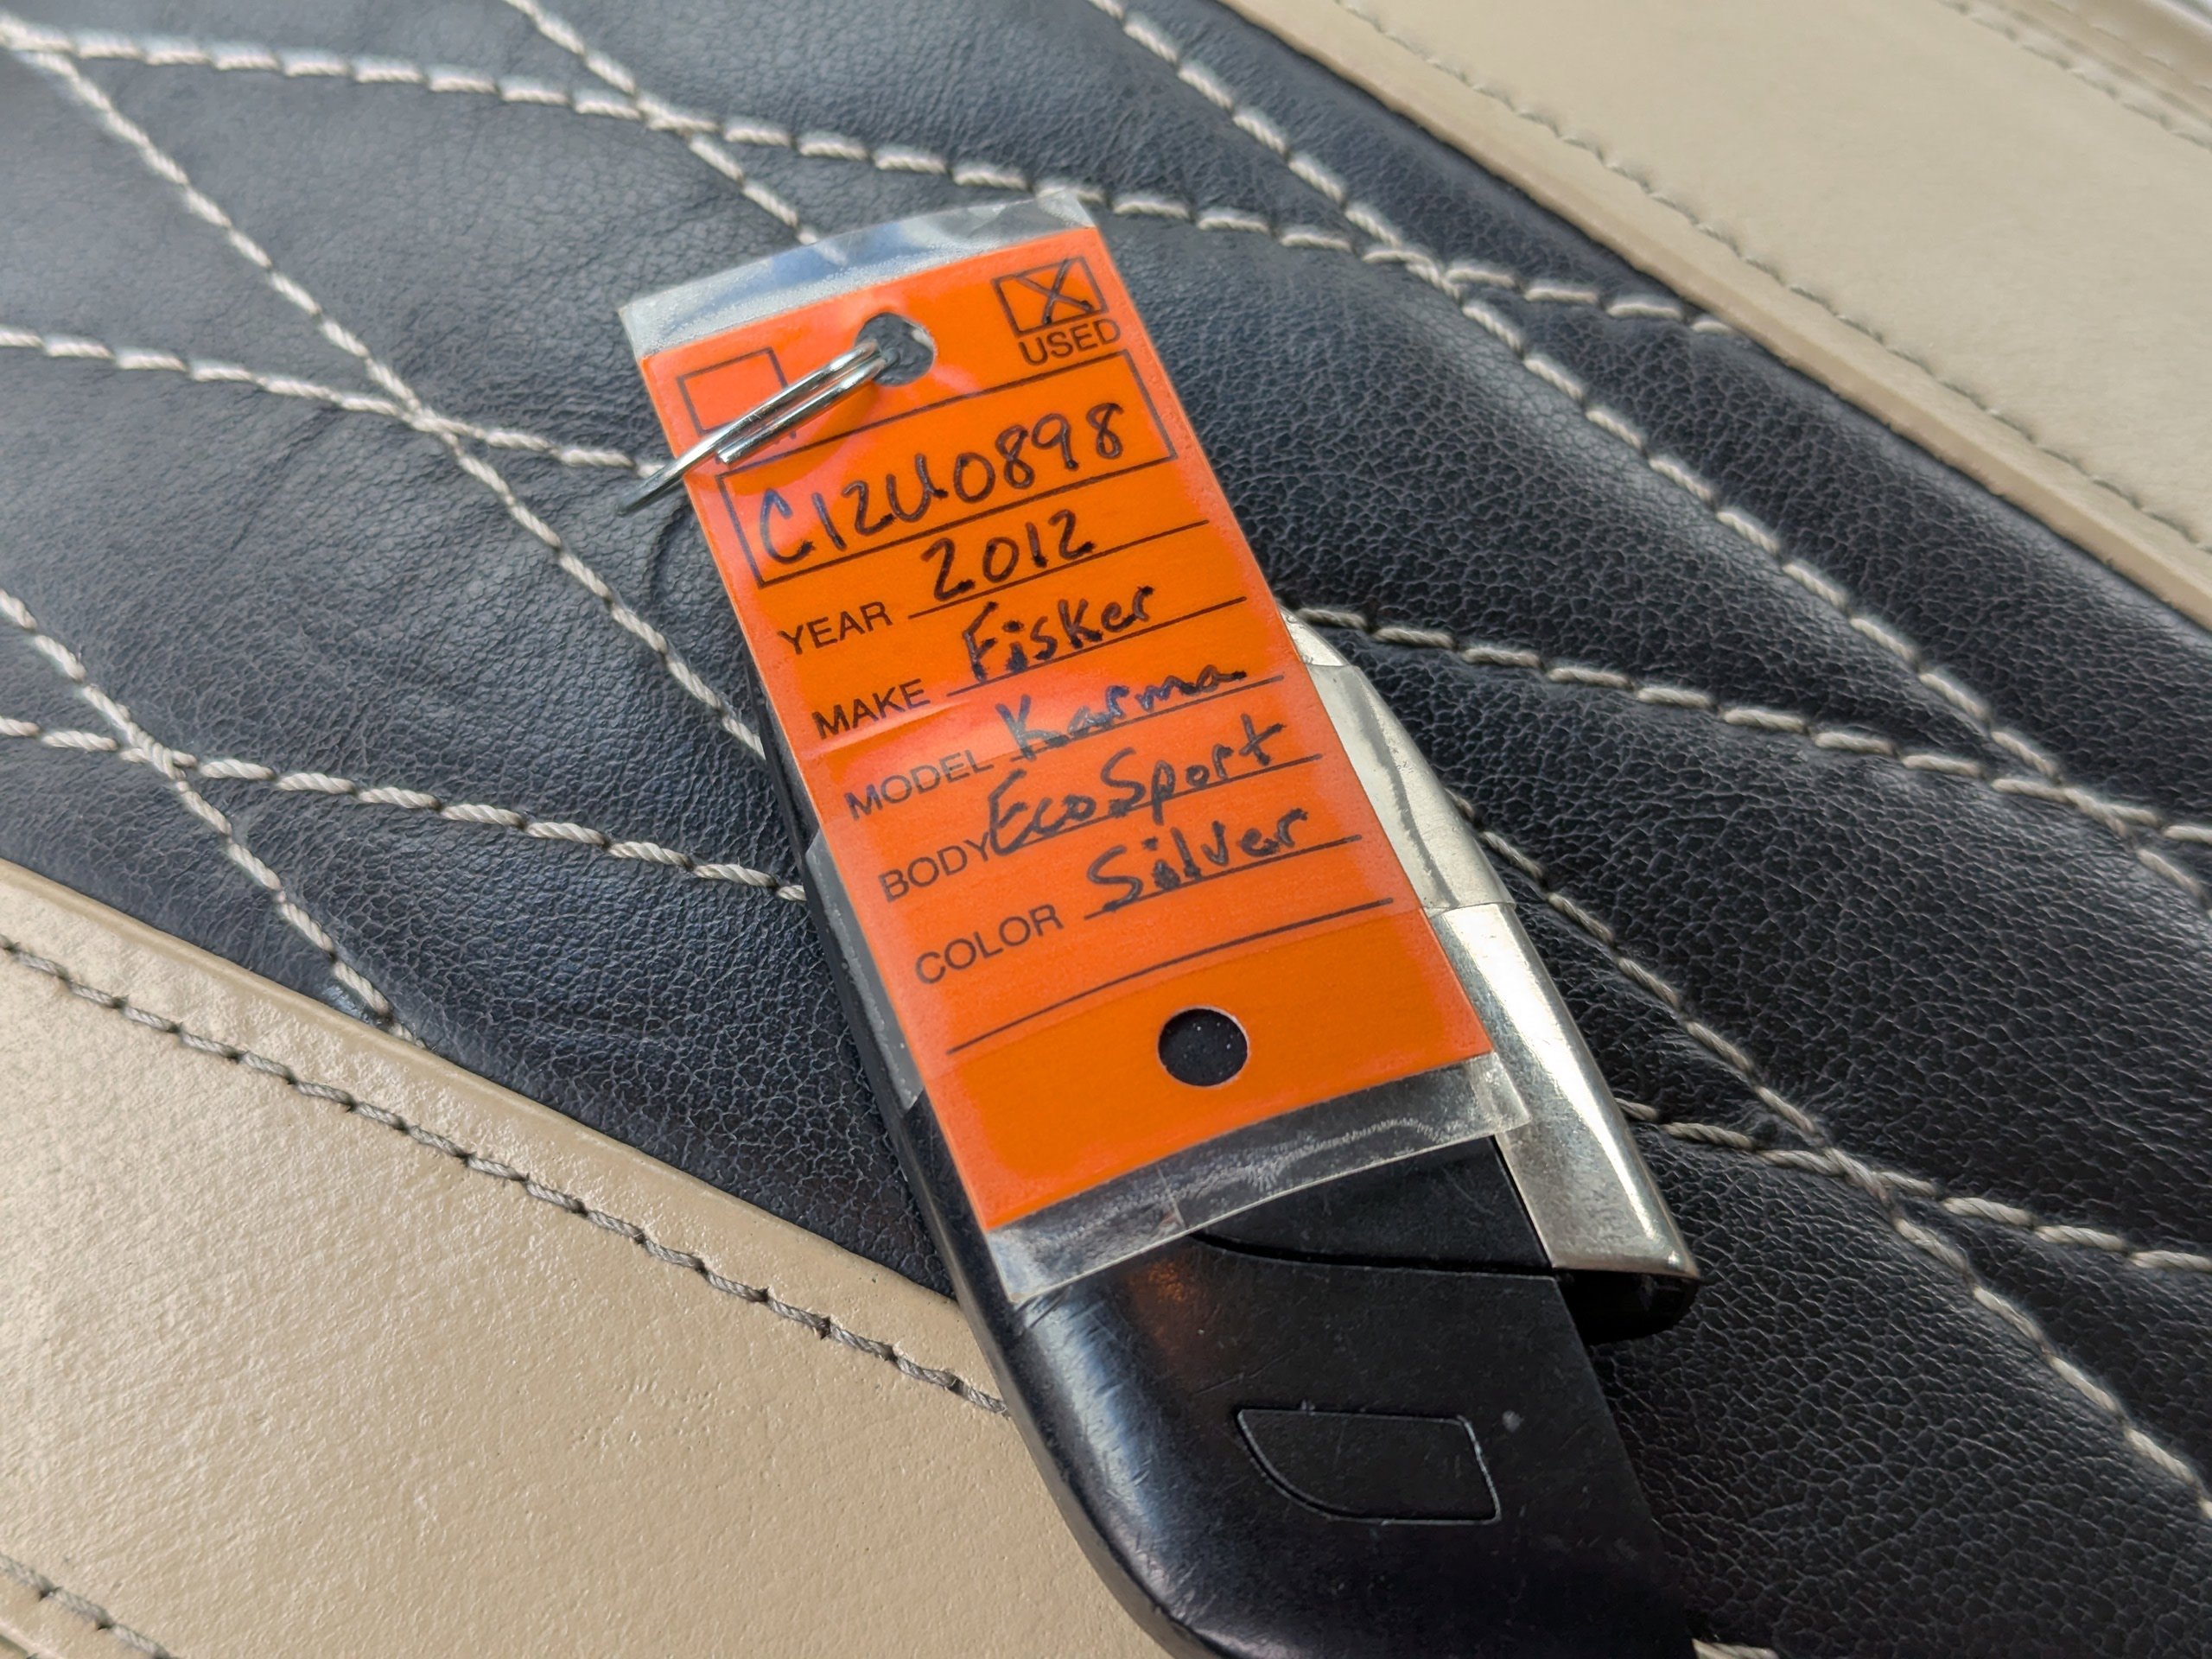 USED
C12U0898
YEAR 2012
MAKE Fisker
MODEL Karma
BODY EcoSport
COLOR Silver